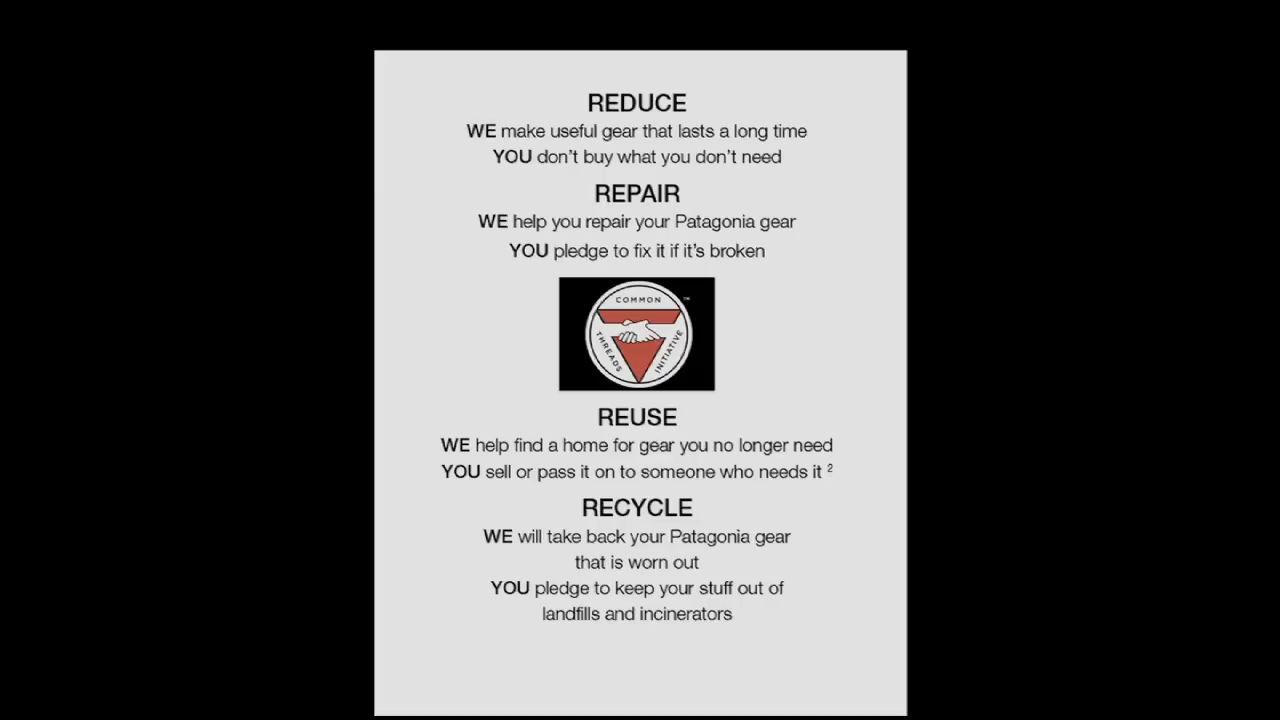 REDUCE
WE make useful gear that lasts a long time
YOU don't buy what you don't need
REPAIR
WE help you repair your Patagonia gear
YOU pledge to fix it if it's broken
COMMON ™
THREADS
INITIATIVE
REUSE
WE help find a home for gear you no longer need
YOU sell or pass it on to someone who needs it ²
RECYCLE
WE will take back your Patagonia gear
that is worn out
YOU pledge to keep your stuff out of
landfills and incinerators